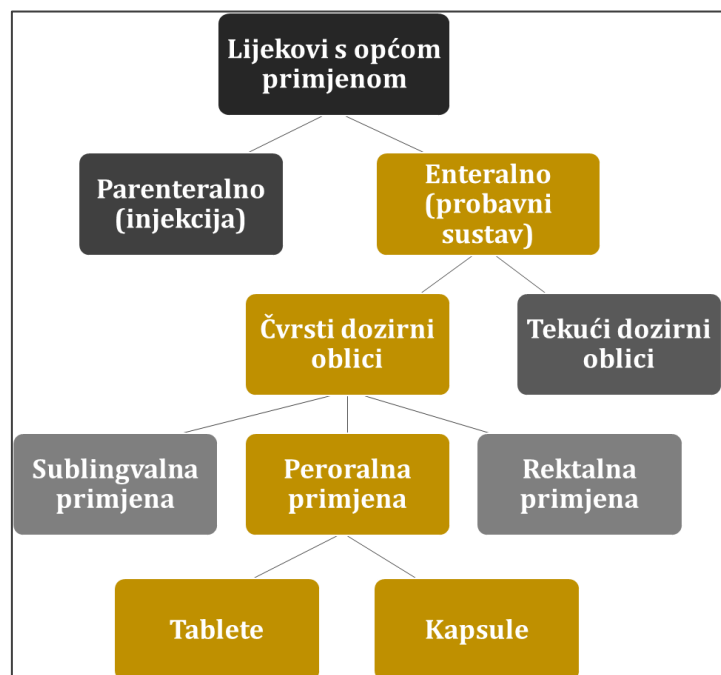 Lijekovi s općom
primjenom
Parenteralno
(injekcija)
Enteralno
(probavni
sustav)
Čvrsti dozirni
oblici
Tekući dozirni
oblici
Sublingvalna
primjena
Peroralna
primjena
Rektalna
primjena
Tablete
Kapsule